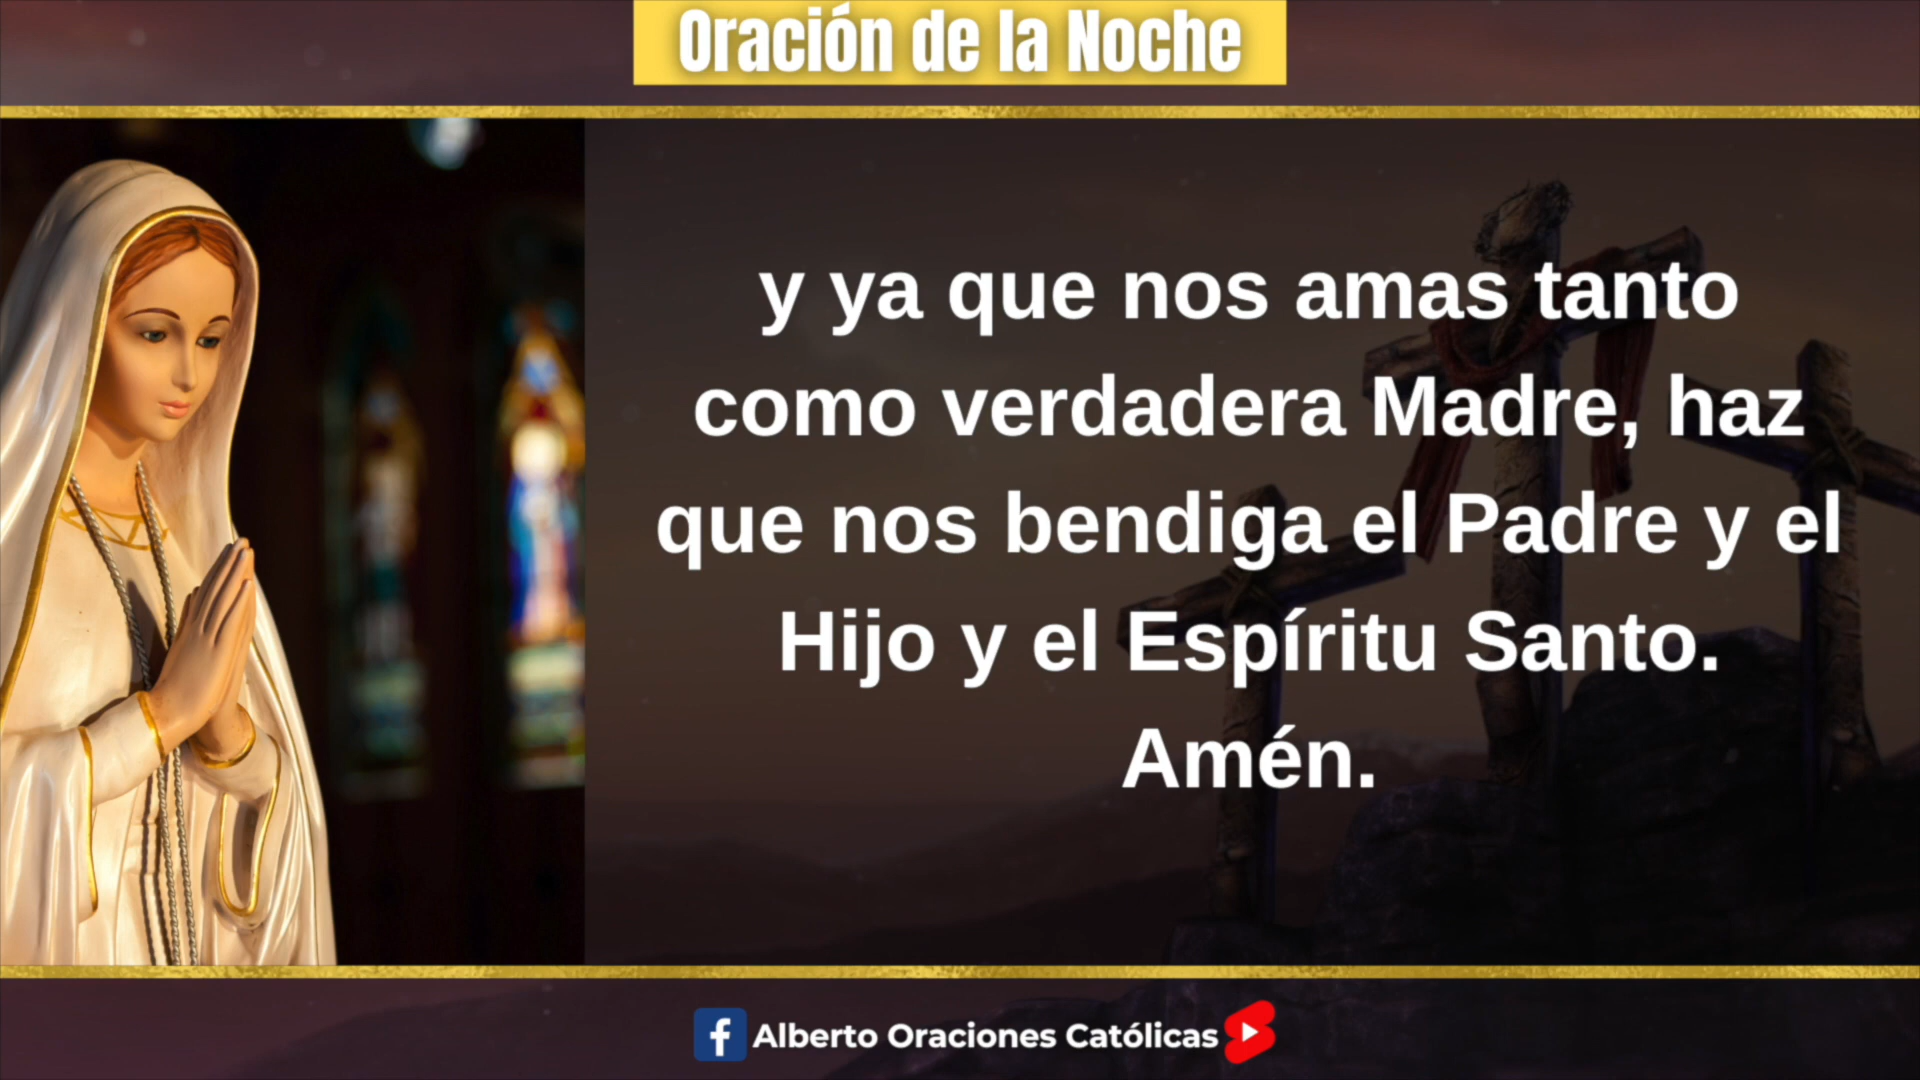 Oración de la Noche
y ya que nos amas tanto
como verdadera Madre, haz
que nos bendiga el Padre y el
Hijo y el Espíritu Santo.
Amén.
Alberto Oraciones Católicas